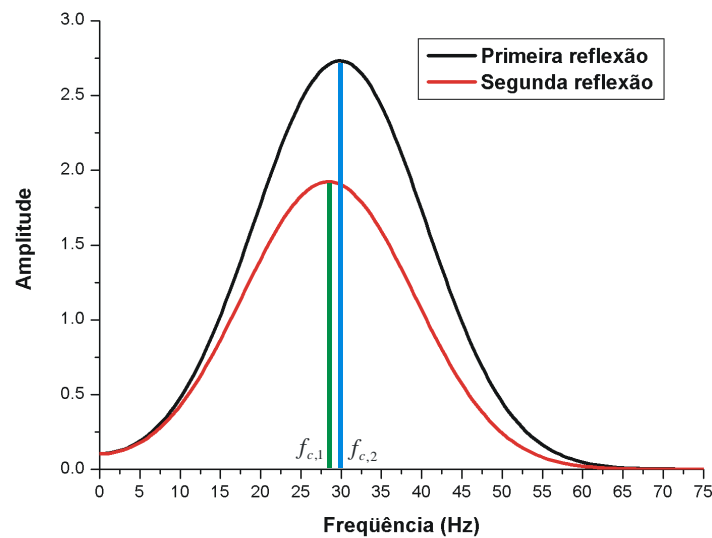 3.0
2.5
2.0
1.5
1.0
0.5
0.0
Amplitude
Primeira reflexão
Segunda reflexão
f_{c,1} f_{c,2}
0 5 10 15 20 25 30 35 40 45 50 55 60 65 70 75
Freqüência (Hz)